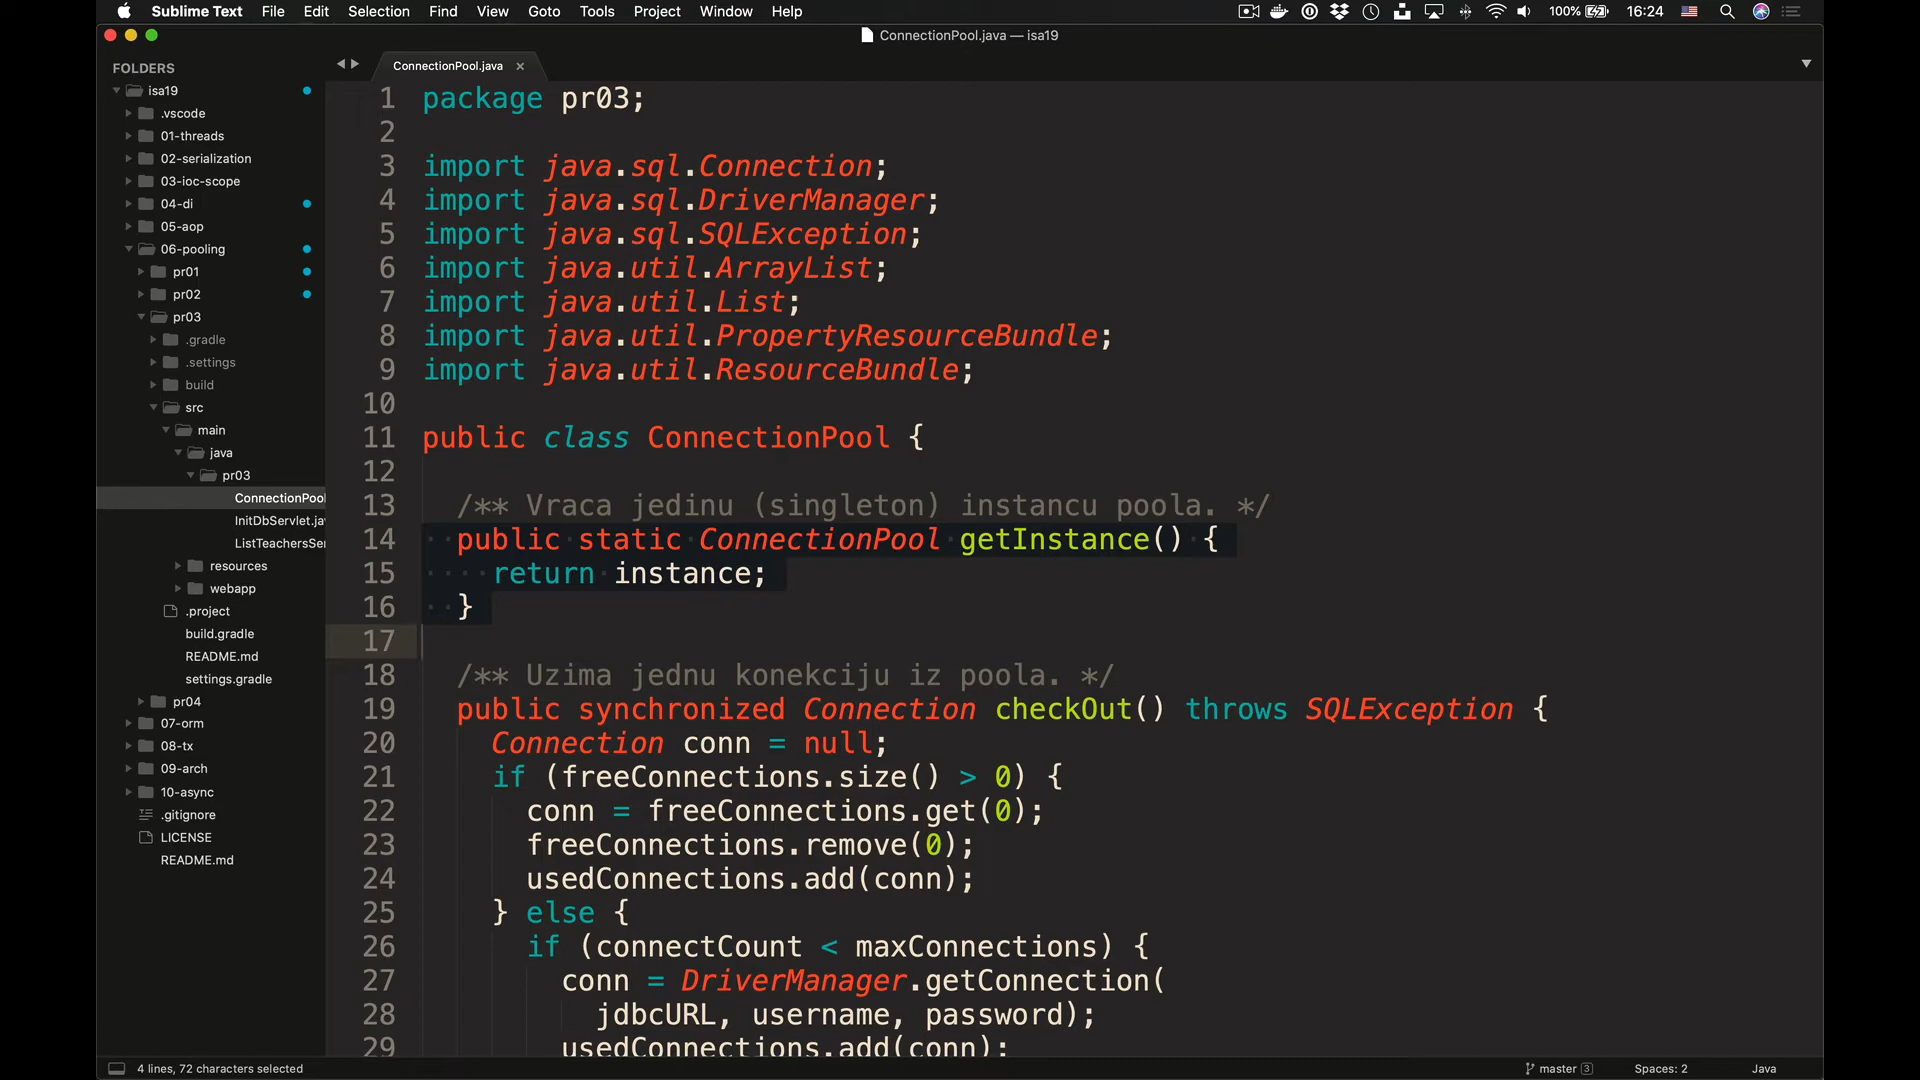 Sublime Text File Edit Selection Find View Goto Tools Project Window Help 100% 16:24
ConnectionPool.java — isa19
FOLDERS
isa19
.vscode
01-threads
02-serialization
03-ioc-scope
04-di
05-aop
06-pooling
pr01
pr02
pr03
.gradle
.settings
build
src
main
java
pr03
ConnectionPool
InitDbServlet.jav
ListTeachersSer
resources
webapp
.project
build.gradle
README.md
settings.gradle
pr04
07-orm
08-tx
09-arch
10-async
.gitignore
LICENSE
README.md
ConnectionPool.java ×
1 package pr03;
2
3 import java.sql.Connection;
4 import java.sql.DriverManager;
5 import java.sql.SQLException;
6 import java.util.ArrayList;
7 import java.util.List;
8 import java.util.PropertyResourceBundle;
9 import java.util.ResourceBundle;
10
11 public class ConnectionPool {
12
13 /** Vraca jedinu (singleton) instancu poola. */
14 public static ConnectionPool getInstance() {
15 return instance;
16 }
17
18 /** Uzima jednu konekciju iz poola. */
19 public synchronized Connection checkOut() throws SQLException {
20 Connection conn = null;
21 if (freeConnections.size() > 0) {
22 conn = freeConnections.get(0);
23 freeConnections.remove(0);
24 usedConnections.add(conn);
25 } else {
26 if (connectCount < maxConnections) {
27 conn = DriverManager.getConnection(
28 jdbcURL, username, password);
29 usedConnections.add(conn);
4 lines, 72 characters selected
master 3 Spaces: 2 Java